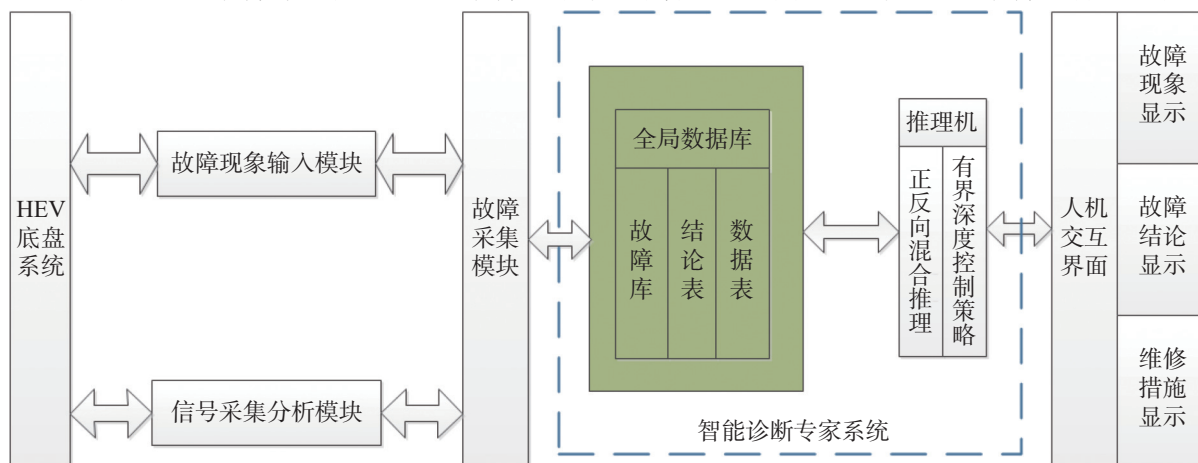 HEV
底盘
系统
故障现象输入模块
信号采集分析模块
故障
采集
模块
全局数据库
故障库
结论表
数据表
推理机
正反向混合推理
有界深度控制策略
智能诊断专家系统
人机
交互
界面
故障
现象
显示
故障
结论
显示
维修
措施
显示